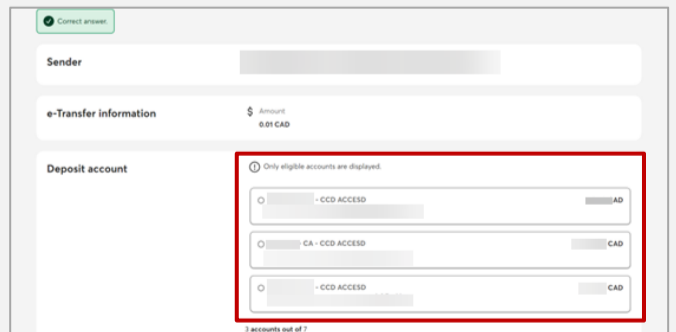 Correct answer.
Sender
e-Transfer information
$ Amount
0.01 CAD
Deposit account
Only eligible accounts are displayed.
- CCD ACCESD AD
CA - CCD ACCESD CAD
- CCD ACCESD CAD
3 accounts out of 7